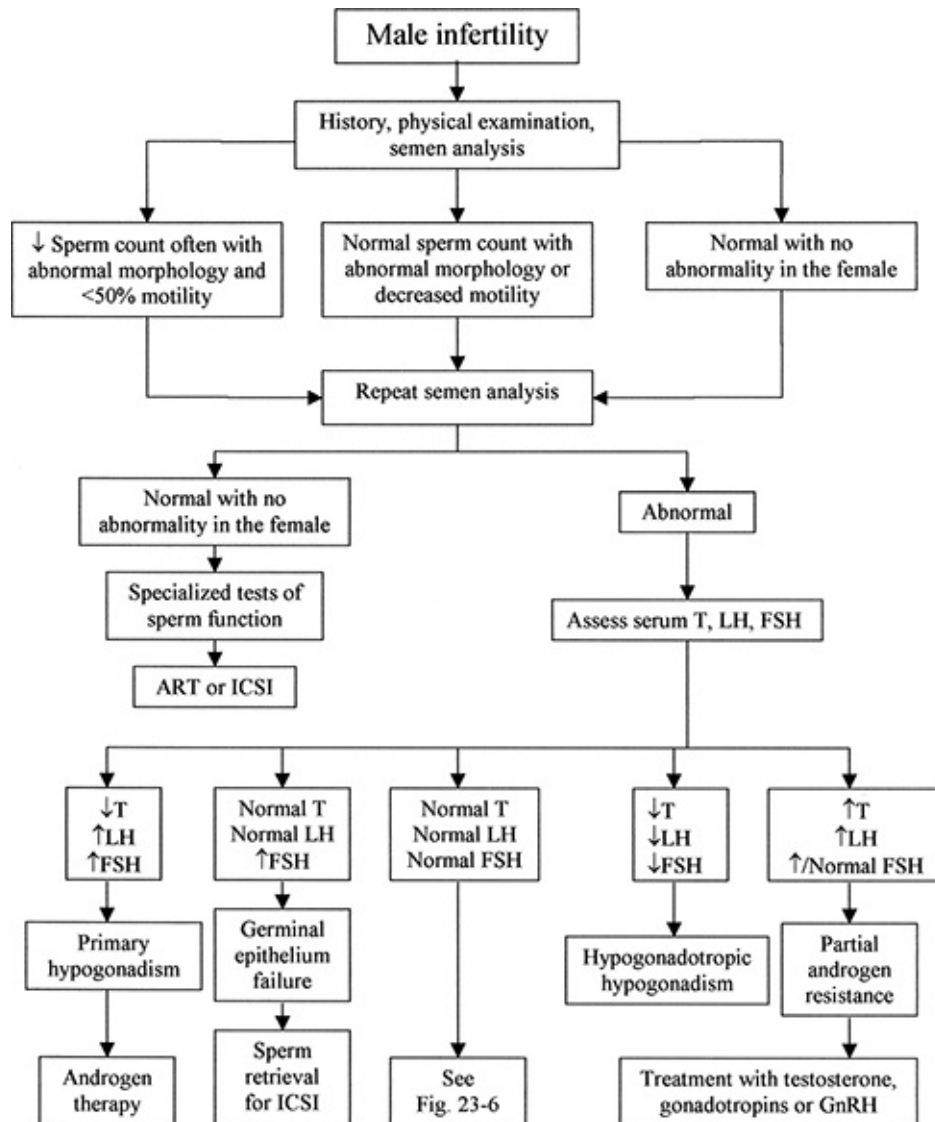 Male infertility
History, physical examination,
semen analysis
↓ Sperm count often with
abnormal morphology and
<50% motility
Normal sperm count with
abnormal morphology or
decreased motility
Normal with no
abnormality in the female
Repeat semen analysis
Normal with no
abnormality in the female
Abnormal
Specialized tests of
sperm function
Assess serum T, LH, FSH
ART or ICSI
↓T
↑LH
↑FSH
Normal T
Normal LH
↑FSH
Normal T
Normal LH
Normal FSH
↓T
↓LH
↓FSH
↑T
↑LH
↑/Normal FSH
Primary
hypogonadism
Germinal
epithelium
failure
Hypogonadotropic
hypogonadism
Partial
androgen
resistance
Androgen
therapy
Sperm
retrieval
for ICSI
See
Fig. 23-6
Treatment with testosterone,
gonadotropins or GnRH